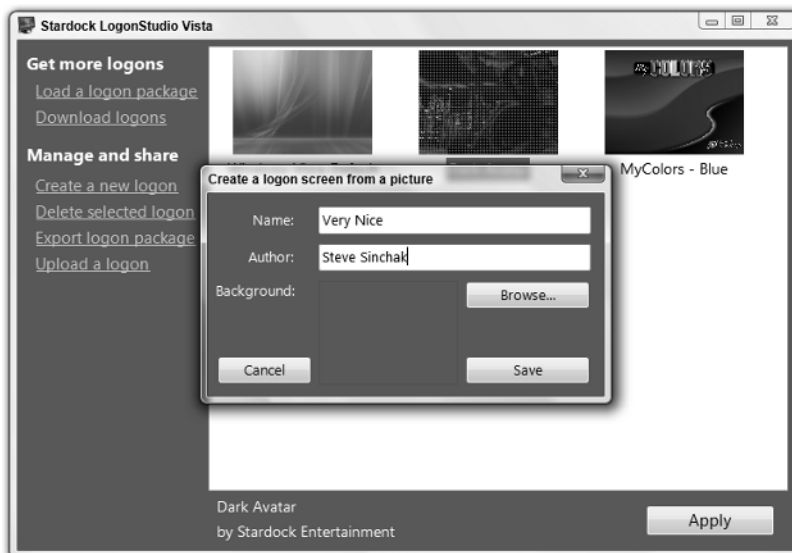 Stardock LogonStudio Vista
Get more logons
Load a logon package
Download logons
Manage and share
Create a new logon
Delete selected logon
Export logon package
Upload a logon
My COLORS
MyColors - Blue
Create a logon screen from a picture
Name:
Very Nice
Author:
Steve Sinchak
Background:
Browse...
Cancel
Save
Dark Avatar
by Stardock Entertainment
Apply